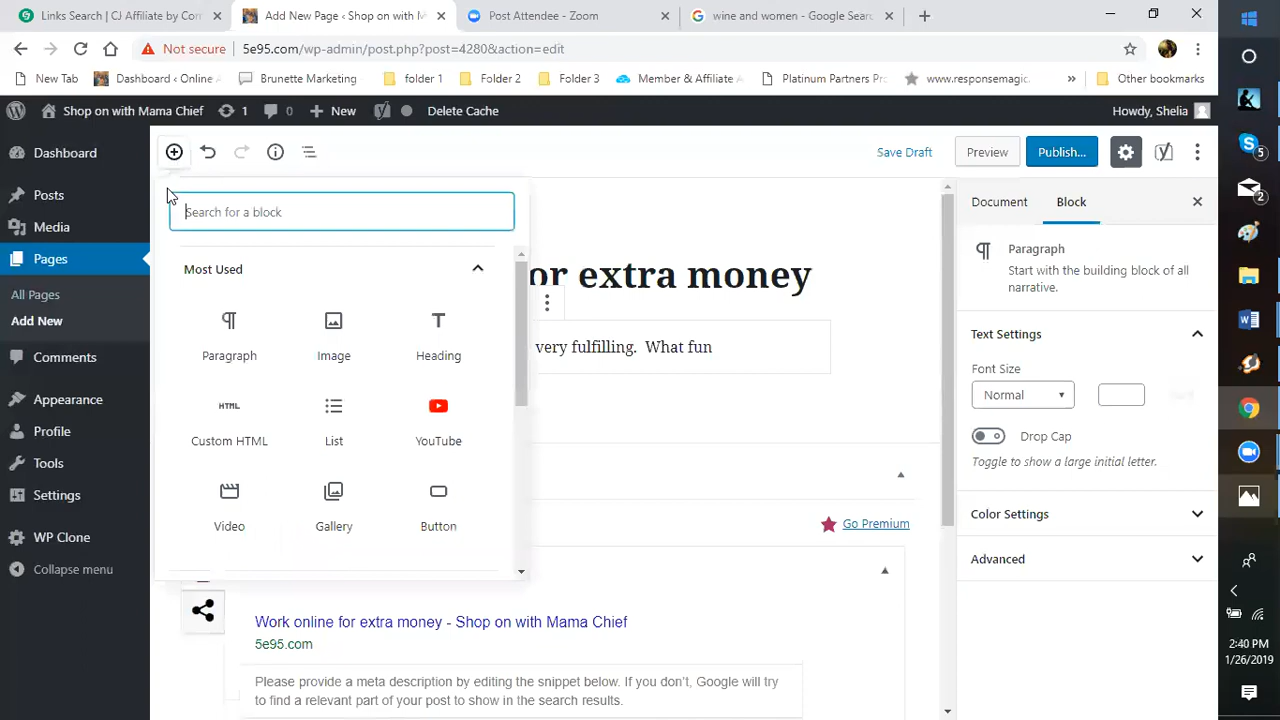 Links Search | CJ Affiliate by Com
Add New Page ‹ Shop on with M
Post Attendee - Zoom
wine and women - Google Sear
Not secure | 5e95.com/wp-admin/post.php?post=4280&action=edit
New Tab
Dashboard ‹ Online
Brunette Marketing
folder 1
Folder 2
Folder 3
Member & Affiliate
Platinum Partners Pr
www.responsemagic.
»
Other bookmarks
Shop on with Mama Chief
1
0
New
Delete Cache
Howdy, Shelia
Dashboard
Posts
Media
Pages
All Pages
Add New
Comments
Appearance
Profile
Tools
Settings
WP Clone
Collapse menu
Save Draft
Preview
Publish...
Search for a block
Most Used
Paragraph
Image
Heading
HTML
Custom HTML
List
YouTube
Video
Gallery
Button
or extra money
very fulfilling. What fun
Go Premium
Work online for extra money - Shop on with Mama Chief
5e95.com
Please provide a meta description by editing the snippet below. If you don't, Google will try
to find a relevant part of your post to show in the search results.
Document
Block
Paragraph
Start with the building block of all
narrative.
Text Settings
Font Size
Normal
Drop Cap
Toggle to show a large initial letter.
Color Settings
Advanced
5
2
2:40 PM
1/26/2019